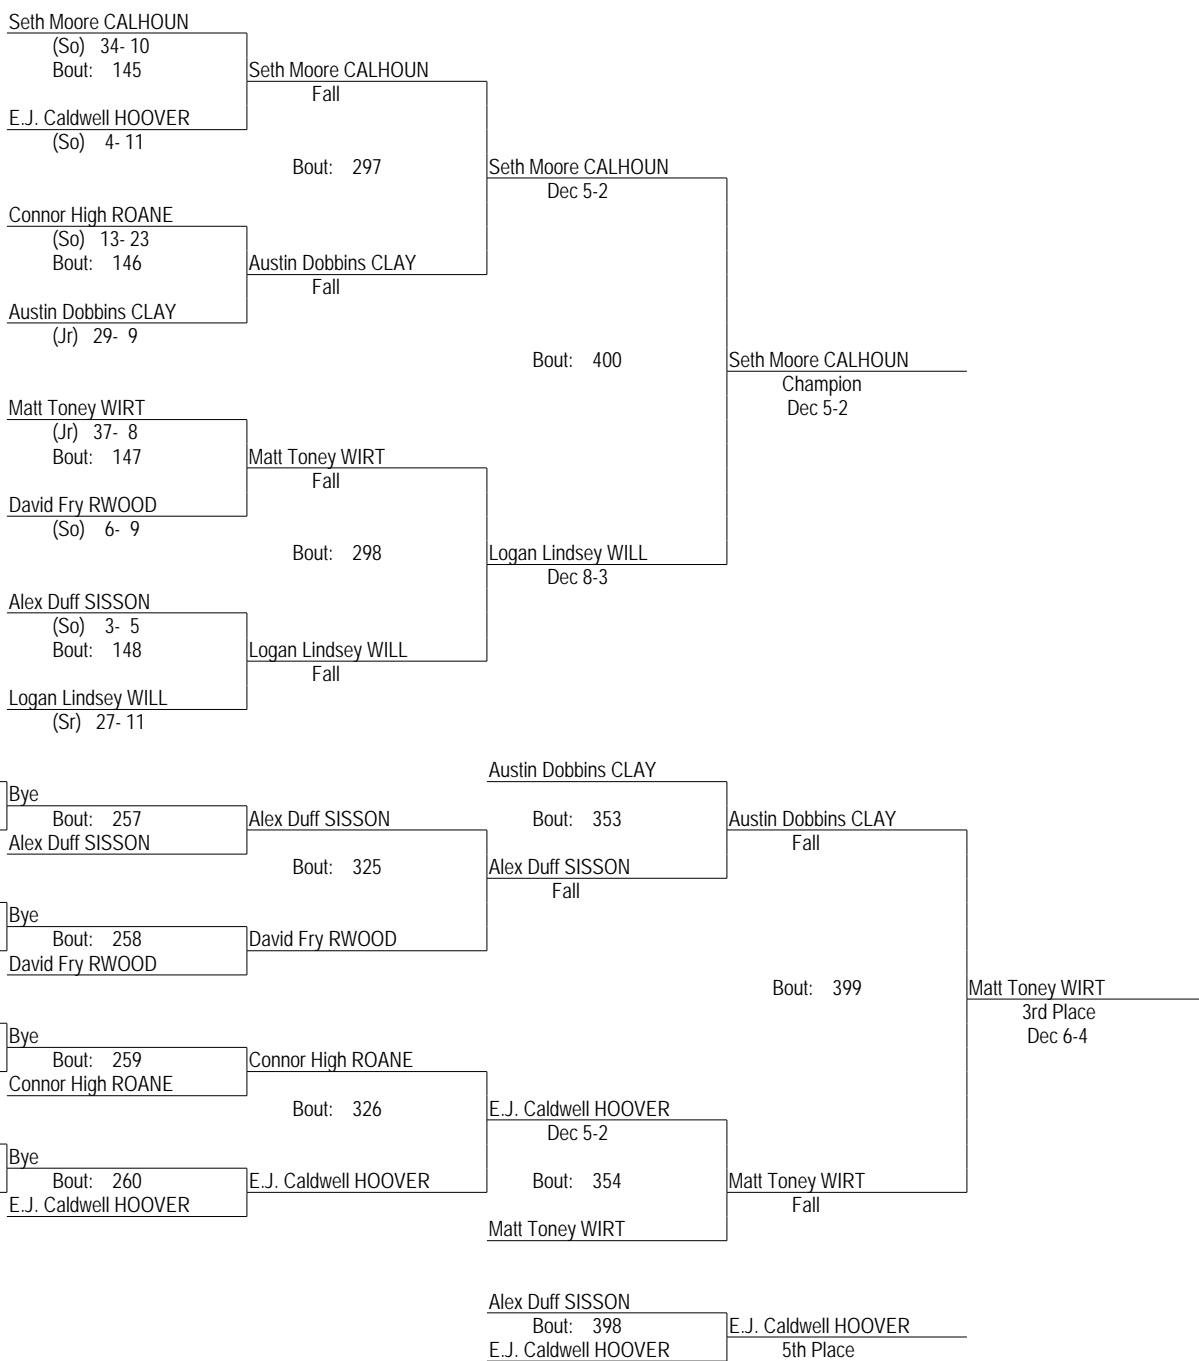 Seth Moore CALHOUN
(So) 34- 10
Bout: 145
Seth Moore CALHOUN
Fall
E.J. Caldwell HOOVER
(So) 4- 11
Bout: 297
Seth Moore CALHOUN
Dec 5-2
Connor High ROANE
(So) 13- 23
Bout: 146
Austin Dobbins CLAY
Fall
Austin Dobbins CLAY
(Jr) 29- 9
Bout: 400
Seth Moore CALHOUN
Champion
Dec 5-2
Matt Toney WIRT
(Jr) 37- 8
Bout: 147
Matt Toney WIRT
Fall
David Fry RWOOD
(So) 6- 9
Bout: 298
Logan Lindsey WILL
Dec 8-3
Alex Duff SISSON
(So) 3- 5
Bout: 148
Logan Lindsey WILL
Fall
Logan Lindsey WILL
(Sr) 27- 11
Austin Dobbins CLAY
Bye
Bout: 257
Alex Duff SISSON
Bout: 353
Austin Dobbins CLAY
Fall
Alex Duff SISSON
Bout: 325
Alex Duff SISSON
Fall
Bye
Bout: 258
David Fry RWOOD
David Fry RWOOD
Bout: 399
Matt Toney WIRT
3rd Place
Dec 6-4
Bye
Bout: 259
Connor High ROANE
Connor High ROANE
Bout: 326
E.J. Caldwell HOOVER
Dec 5-2
Bye
Bout: 260
E.J. Caldwell HOOVER
Bout: 354
Matt Toney WIRT
Fall
E.J. Caldwell HOOVER
Matt Toney WIRT
Alex Duff SISSON
Bout: 398
E.J. Caldwell HOOVER
E.J. Caldwell HOOVER
5th Place